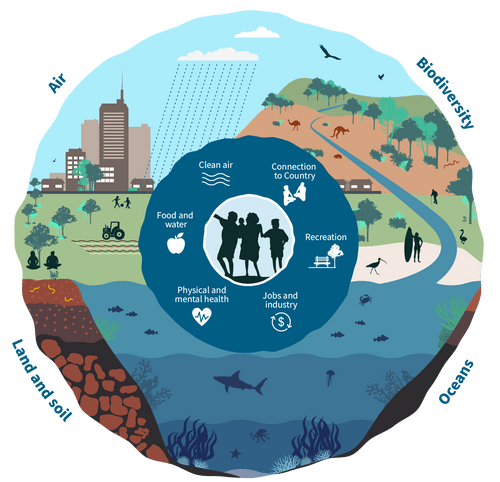 Air
Biodiversity
Clean air
Connection
to Country
Food and
water
Recreation
Physical and
mental health
Jobs and
industry
$
Land and soil
Oceans